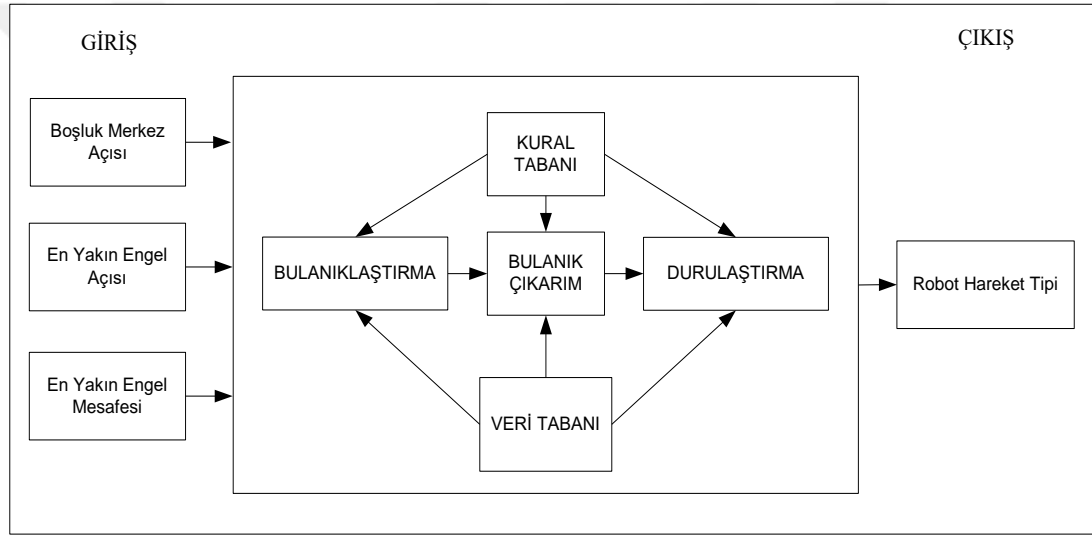 GİRİŞ
ÇIKIŞ
Boşluk Merkez
Açısı
En Yakın Engel
Açısı
En Yakın Engel
Mesafesi
KURAL
TABANI
BULANIKLAŞTIRMA
BULANIK
ÇIKARIM
DURULAŞTIRMA
VERİ TABANI
Robot Hareket Tipi